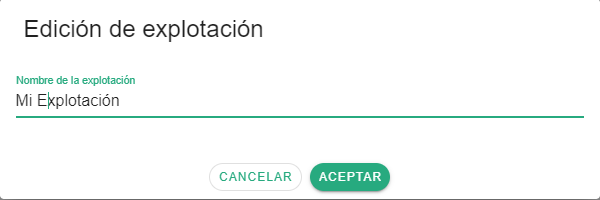 Edición de explotación
Nombre de la explotación
Mi Explotación
CANCELAR ACEPTAR